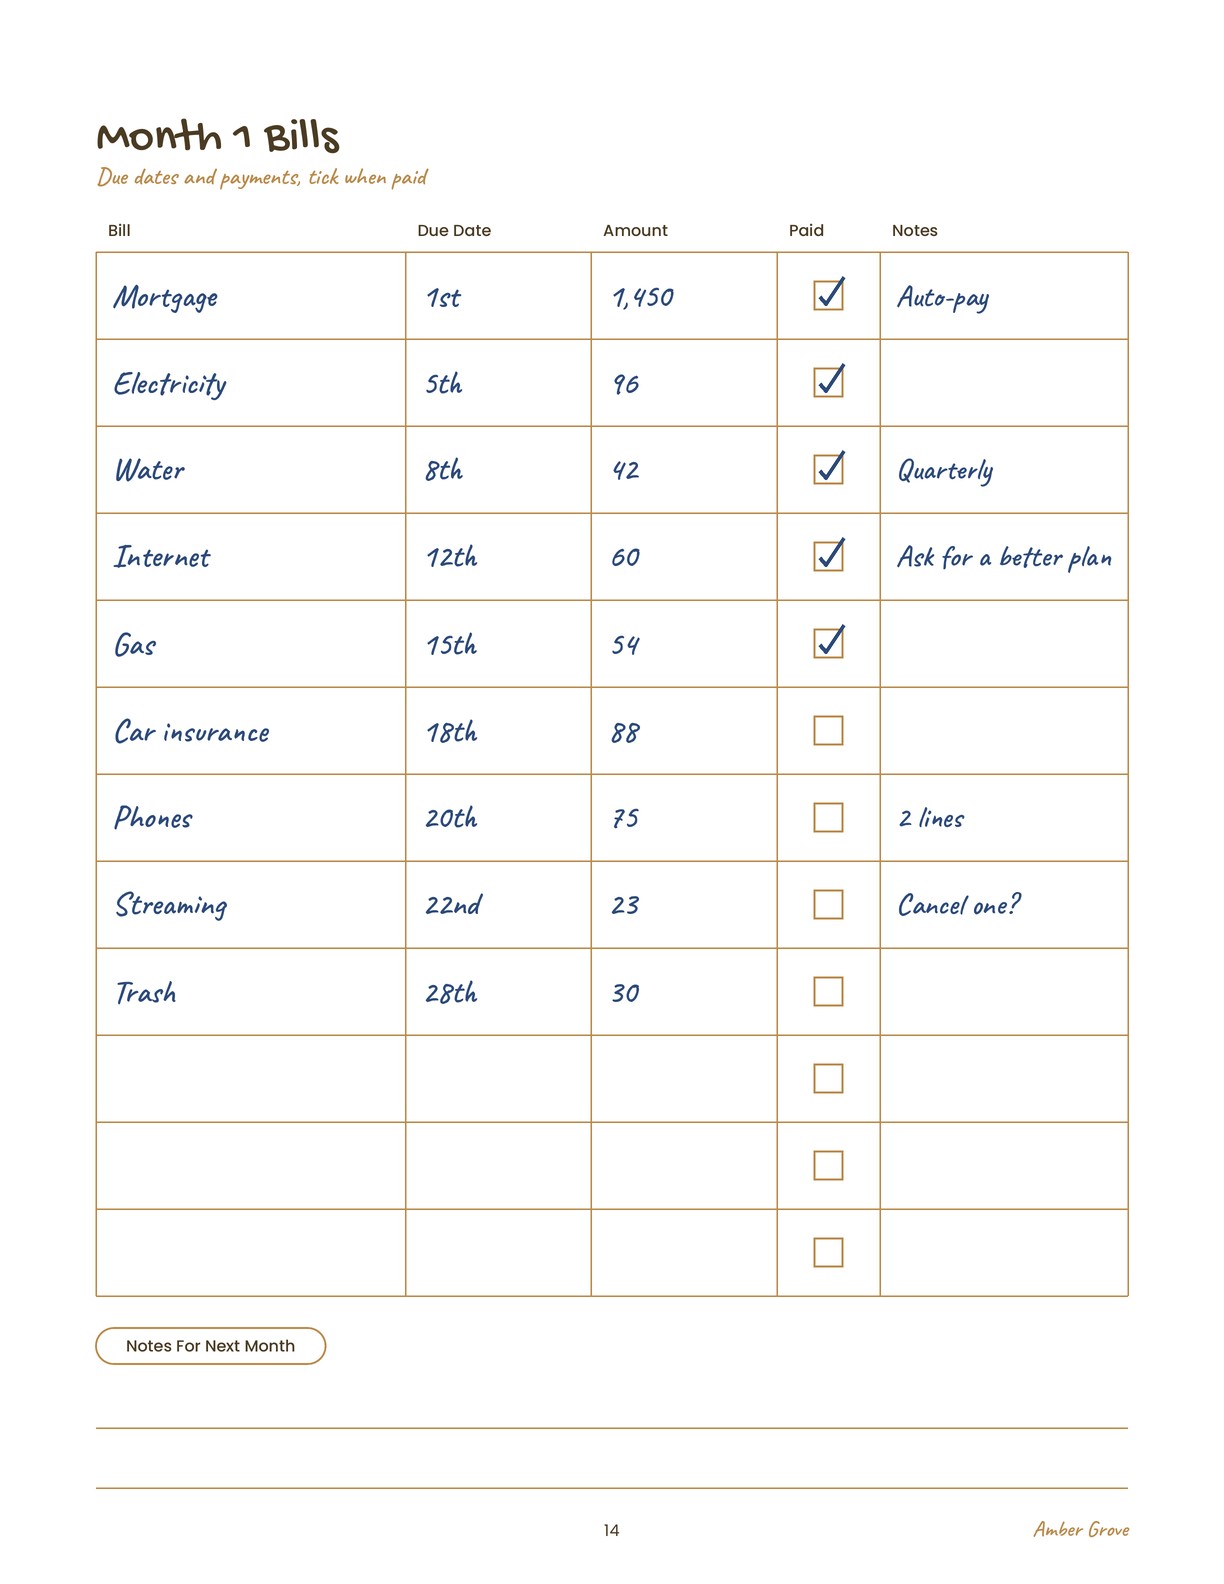 Month 1 Bills
Due dates and payments, tick when paid
Bill Due Date Amount Paid Notes
Mortgage 1st 1,450 Auto-pay
Electricity 5th 96
Water 8th 42 Quarterly
Internet 12th 60 Ask for a better plan
Gas 15th 54
Car insurance 18th 88
Phones 20th 75 2 lines
Streaming 22nd 23 Cancel one?
Trash 28th 30
Notes For Next Month
14
Amber Grove